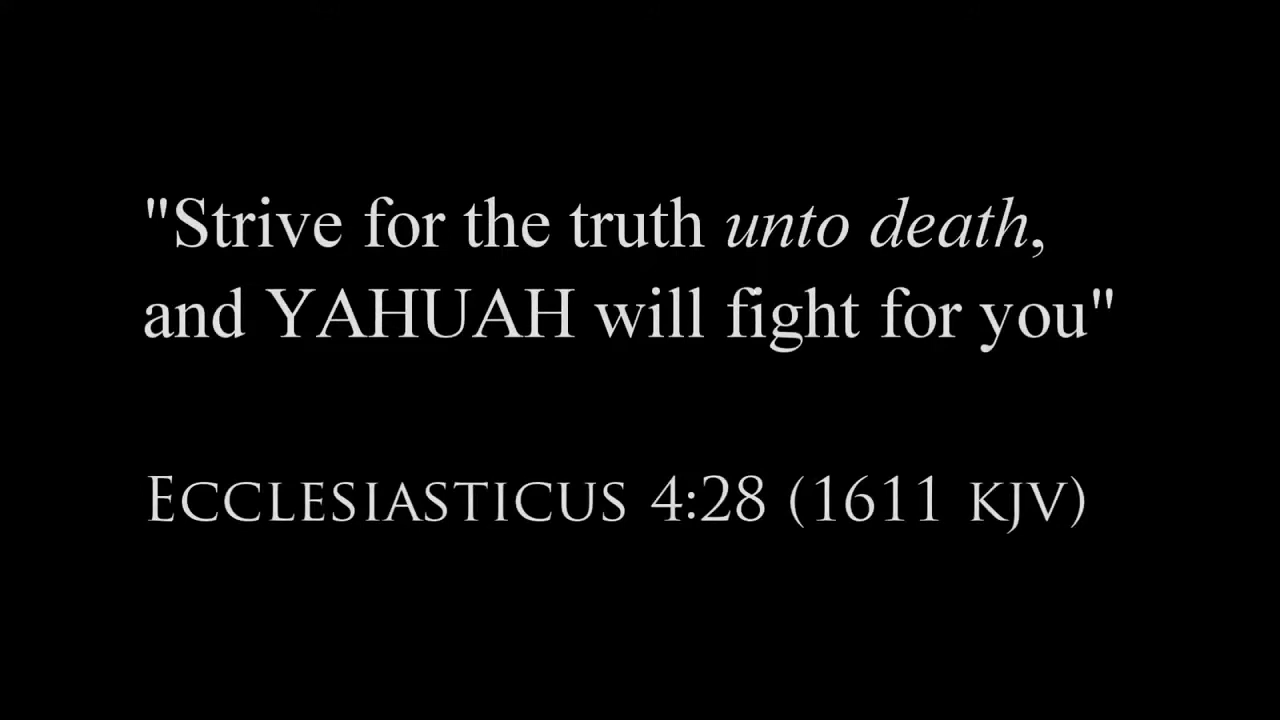 "Strive for the truth unto death,
and YAHUAH will fight for you"
ECCLESIASTICUS 4:28 (1611 KJV)